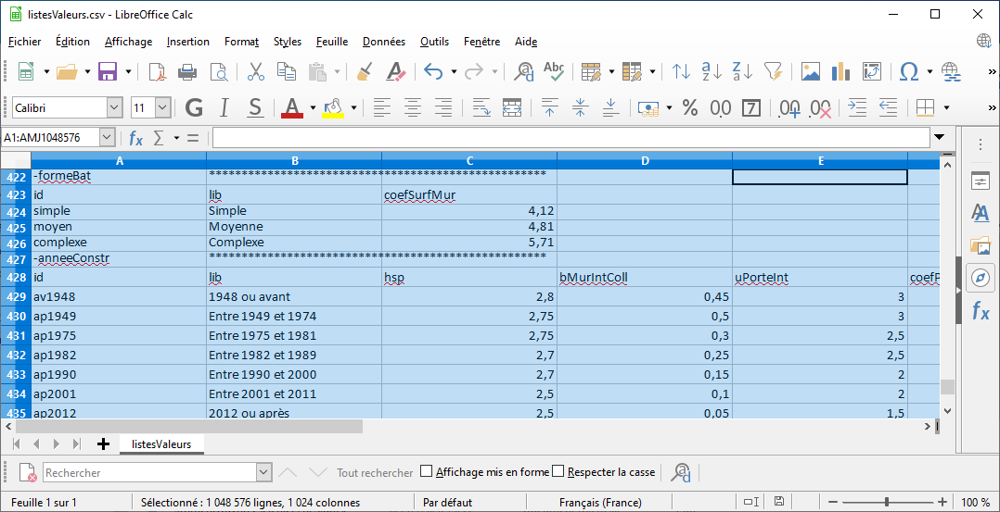 listesValeurs.csv - LibreOffice Calc
Fichier Édition Affichage Insertion Format Styles Feuille Données Outils Fenêtre Aide
Calibri 11 G I S A % 0.0 7 .00 .00
A1:AMJ1048576 fx Σ =
A B C D E
422 -formeBat ****************************************************
423 id lib coefSurfMur
424 simple Simple 4,12
425 moyen Moyenne 4,81
426 complexe Complexe 5,71
427 -anneeConstr ****************************************************
428 id lib hsp bMurIntColl uPorteInt coefP
429 av1948 1948 ou avant 2,8 0,45 3
430 ap1949 Entre 1949 et 1974 2,75 0,5 3
431 ap1975 Entre 1975 et 1981 2,75 0,3 2,5
432 ap1982 Entre 1982 et 1989 2,7 0,25 2,5
433 ap1990 Entre 1990 et 2000 2,7 0,15 2
434 ap2001 Entre 2001 et 2011 2,5 0,1 2
435 ap2012 2012 ou après 2,5 0,05 1,5
listesValeurs
Rechercher Tout rechercher Affichage mis en forme Respecter la casse
Feuille 1 sur 1 Sélectionné : 1 048 576 lignes, 1 024 colonnes Par défaut Français (France) 100 %